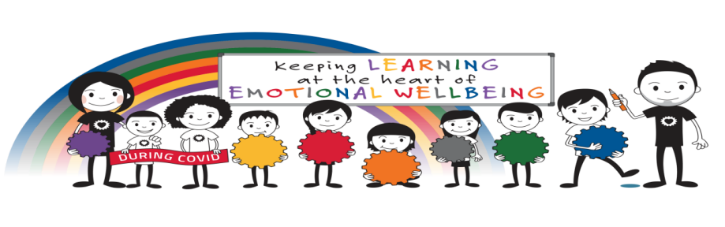 keeping LEARNING
at the heart of
EMOTIONAL WELLBEING
DURING COVID